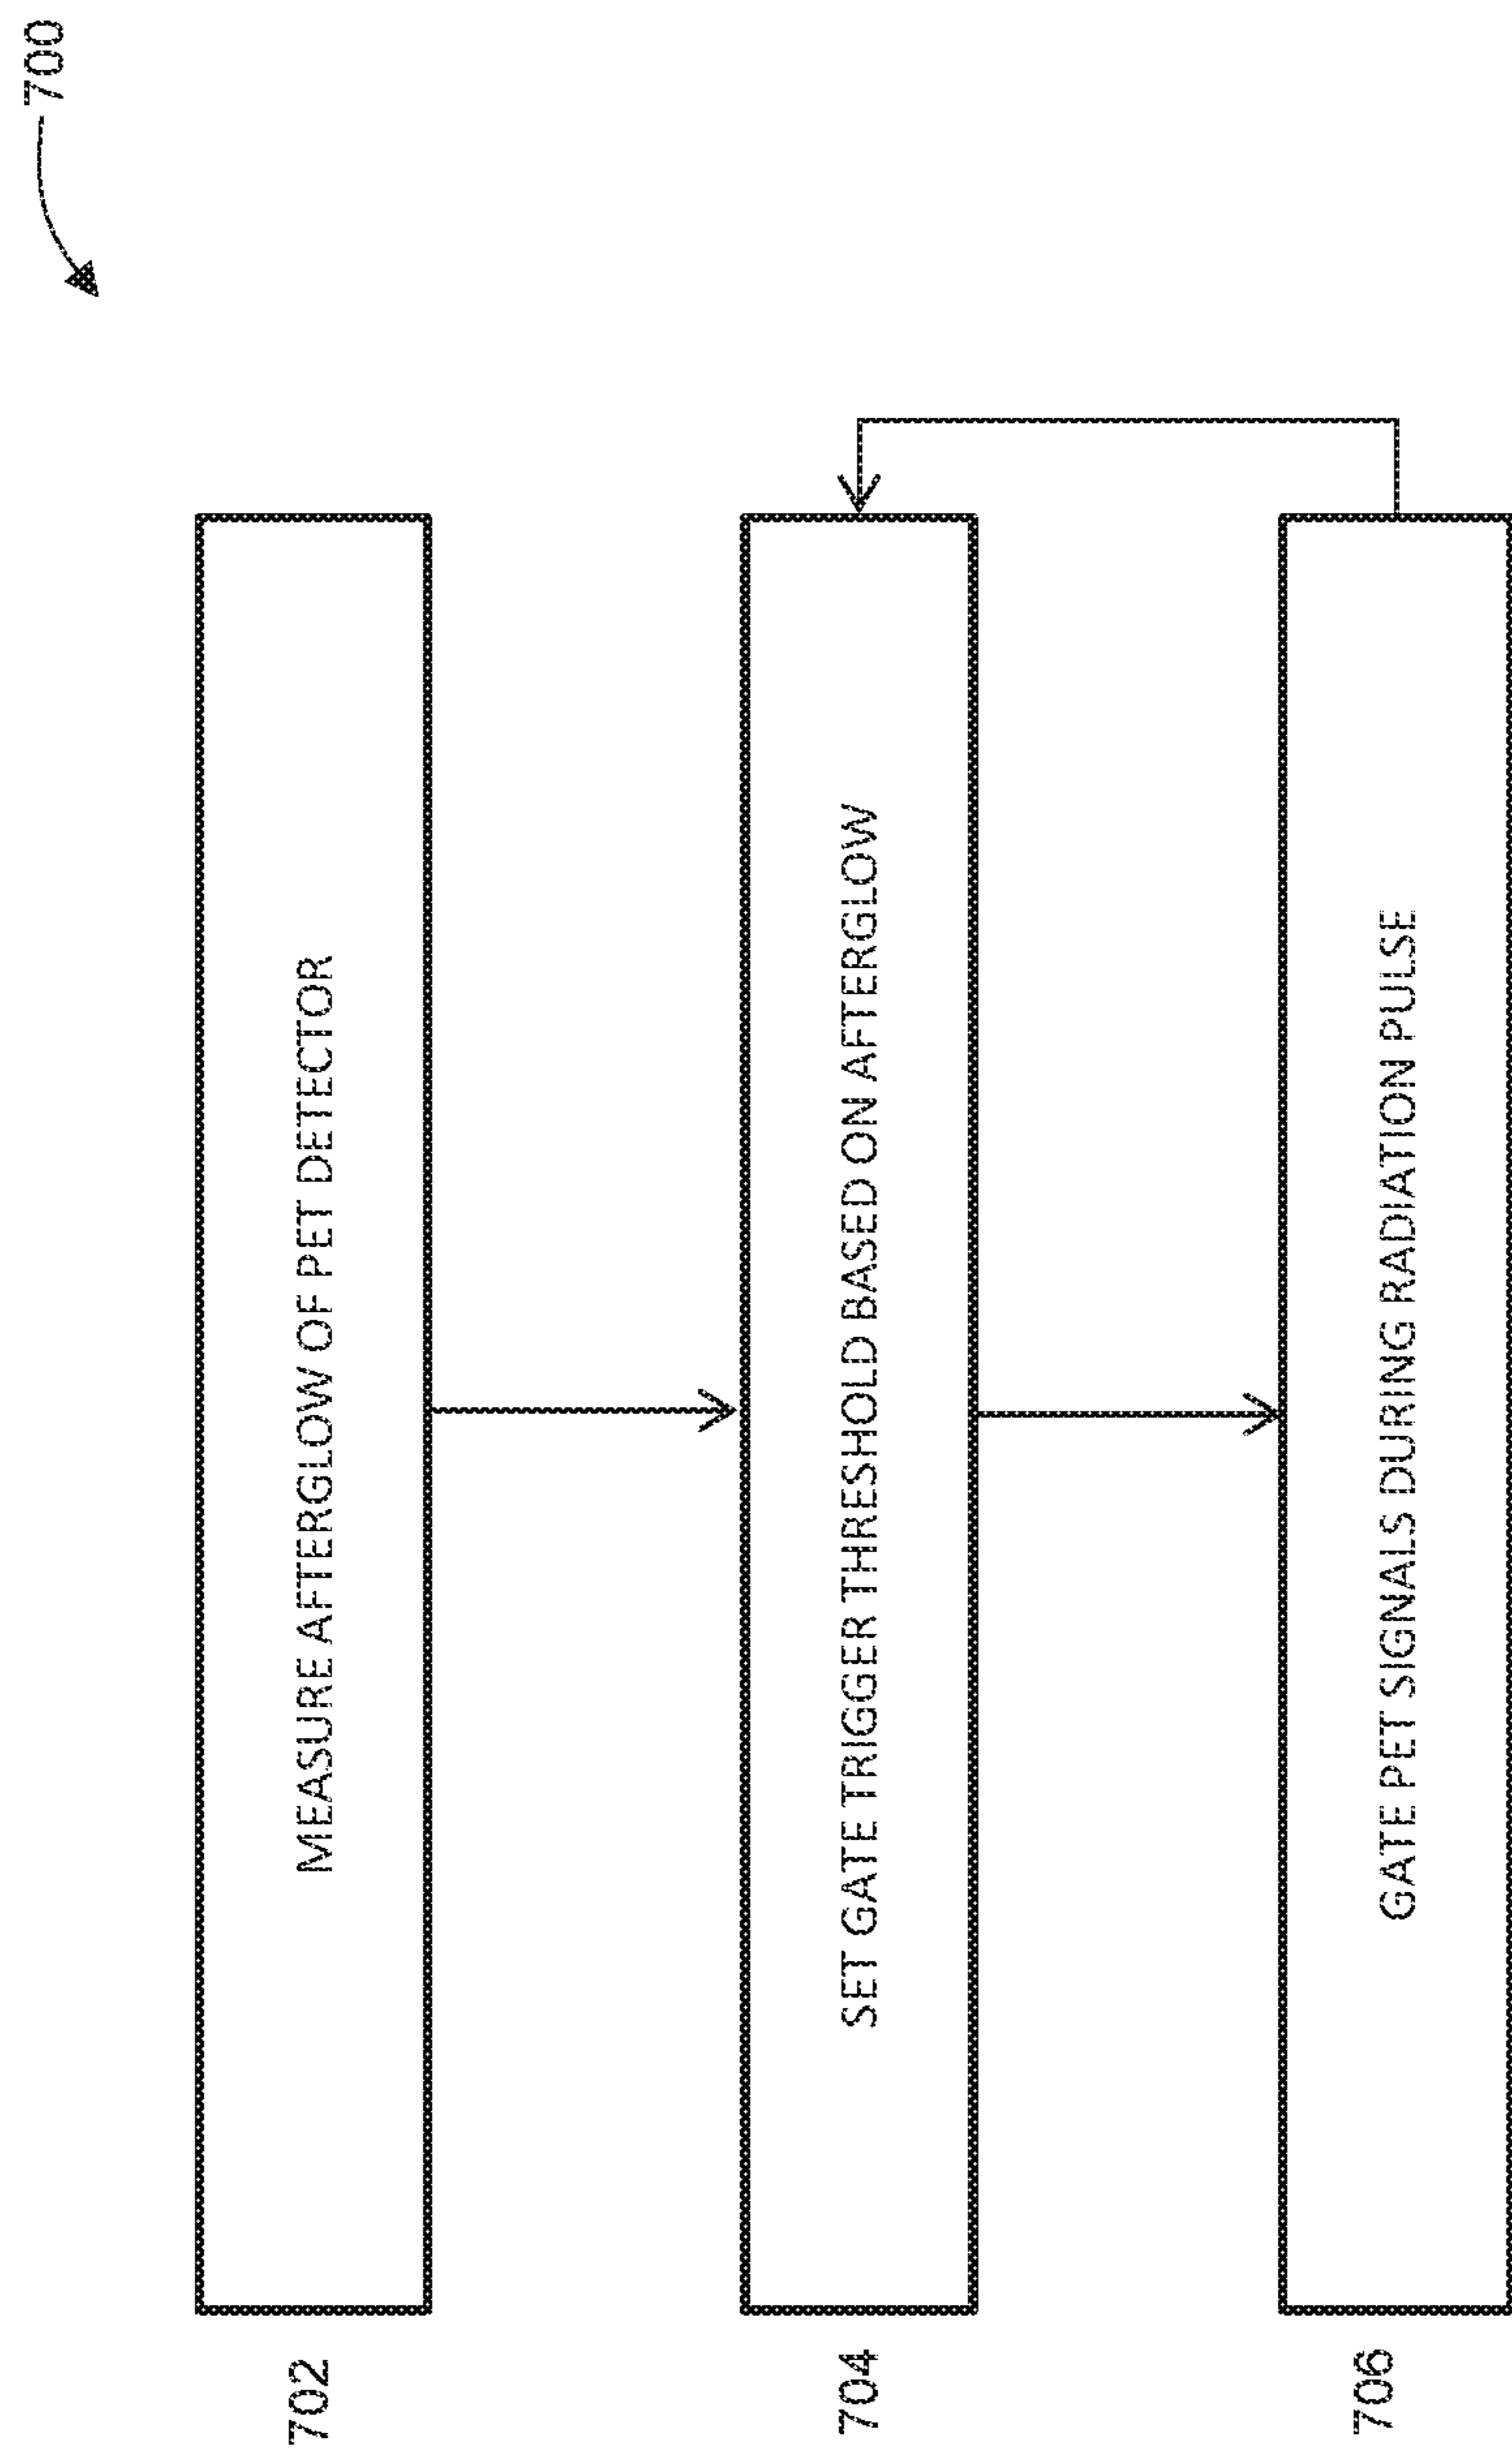 700
702
MEASURE AFTERGLOW OF PET DETECTOR
704
SET GATE TRIGGER THRESHOLD BASED ON AFTERGLOW
706
GATE PET SIGNALS DURING RADIATION PULSE